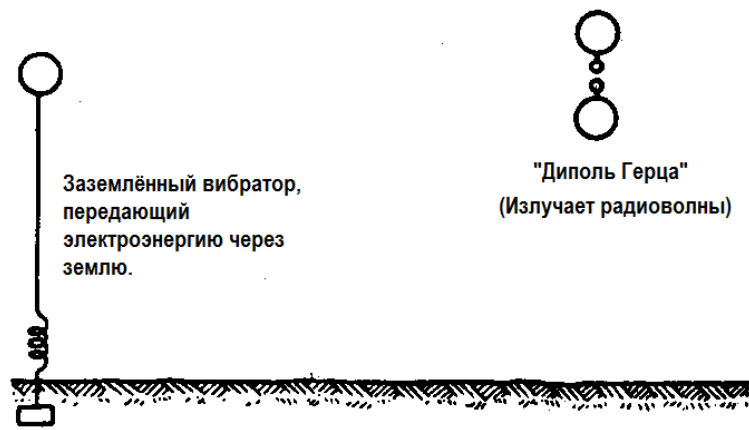 Заземлённый вибратор,
передающий
электроэнергию через
землю.
"Диполь Герца"
(Излучает радиоволны)